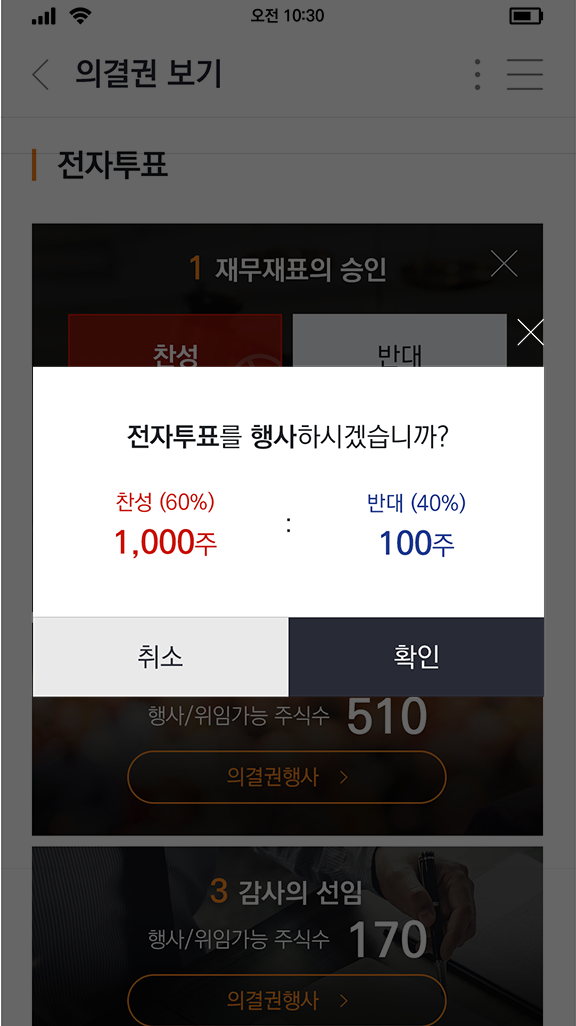 오전 10:30
의결권 보기
전자투표
1 재무재표의 승인
찬성 반대
전자투표를 행사하시겠습니까?
찬성 (60%) 반대 (40%)
1,000주 : 100주
취소 확인
행사/위임가능 주식수 510
의결권행사 >
3 감사의 선임
행사/위임가능 주식수 170
의결권행사 >